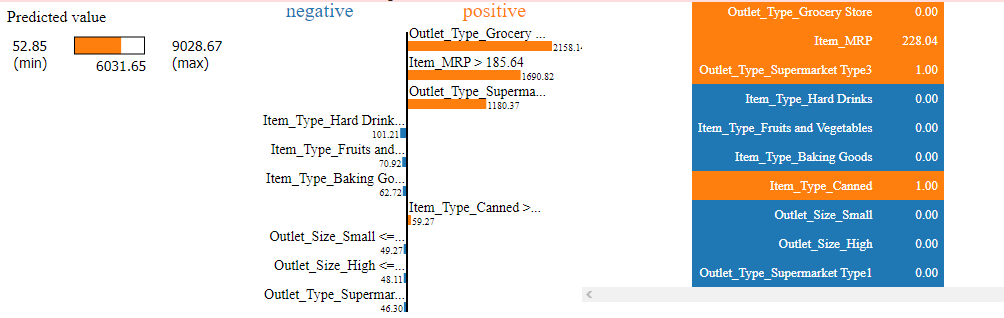 Predicted value
52.85
(min)
9028.67
(max)
6031.65
negative
positive
Outlet_Type_Grocery ...
2158.1
Item_MRP > 185.64
1690.82
Outlet_Type_Superma...
1180.37
Item_Type_Hard Drink...
101.21
Item_Type_Fruits and...
70.92
Item_Type_Baking Go...
62.72
Item_Type_Canned >...
59.27
Outlet_Size_Small <=...
49.27
Outlet_Size_High <=...
48.11
Outlet_Type_Supermar...
46.30
Outlet_Type_Grocery Store 0.00
Item_MRP 228.04
Outlet_Type_Supermarket Type3 1.00
Item_Type_Hard Drinks 0.00
Item_Type_Fruits and Vegetables 0.00
Item_Type_Baking Goods 0.00
Item_Type_Canned 1.00
Outlet_Size_Small 0.00
Outlet_Size_High 0.00
Outlet_Type_Supermarket Type1 0.00